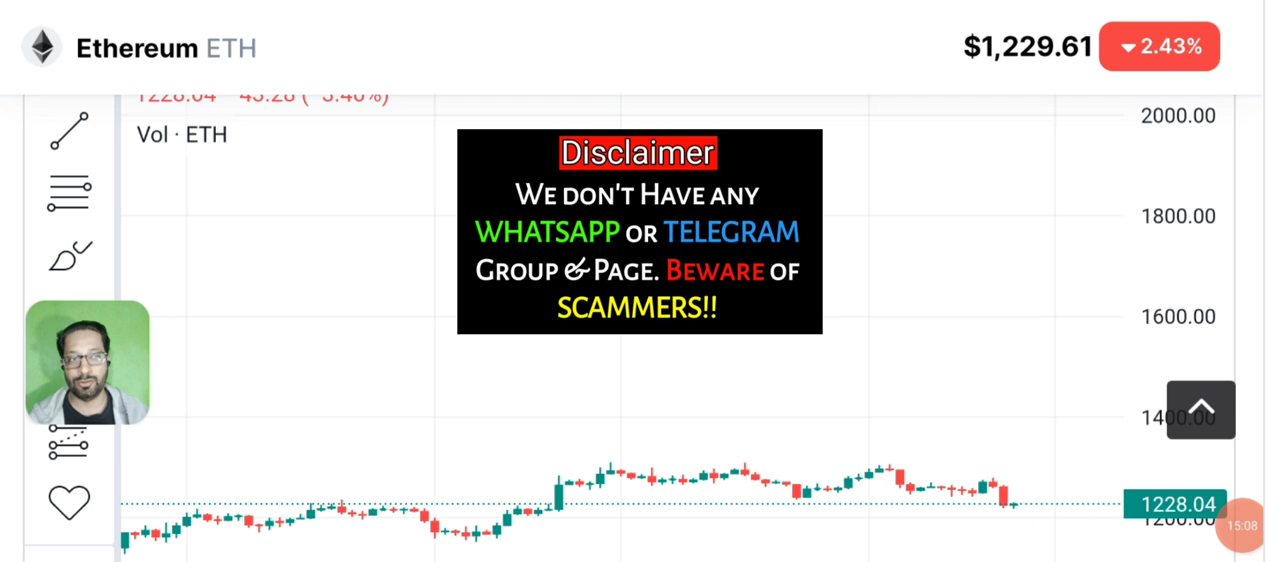 Ethereum ETH
$1,229.61 2.43%
Vol · ETH
2000.00
1800.00
1600.00
1200.00
1228.04
15:08
Disclaimer
We don't Have any
WHATSAPP or TELEGRAM
Group & Page. Beware of
SCAMMERS!!